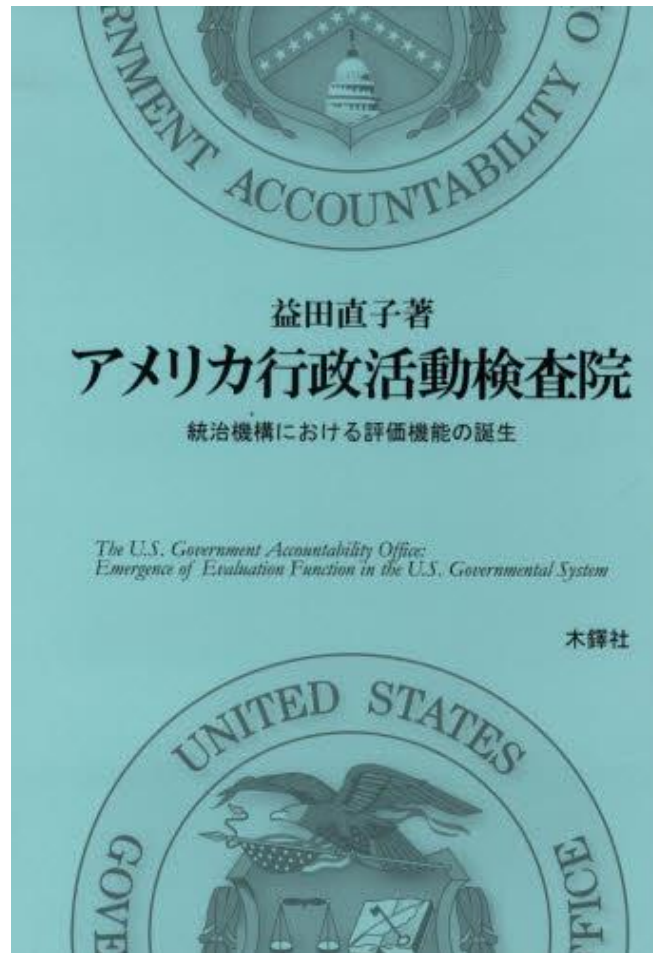 RNMENT ACCOUNTABILITY O
益田直子著
アメリカ行政活動検査院
統治機構における評価機能の誕生
The U.S. Government Accountability Office:
Emergence of Evaluation Function in the U.S. Governmental System
木鐸社
UNITED STATES
GOVE
FICE